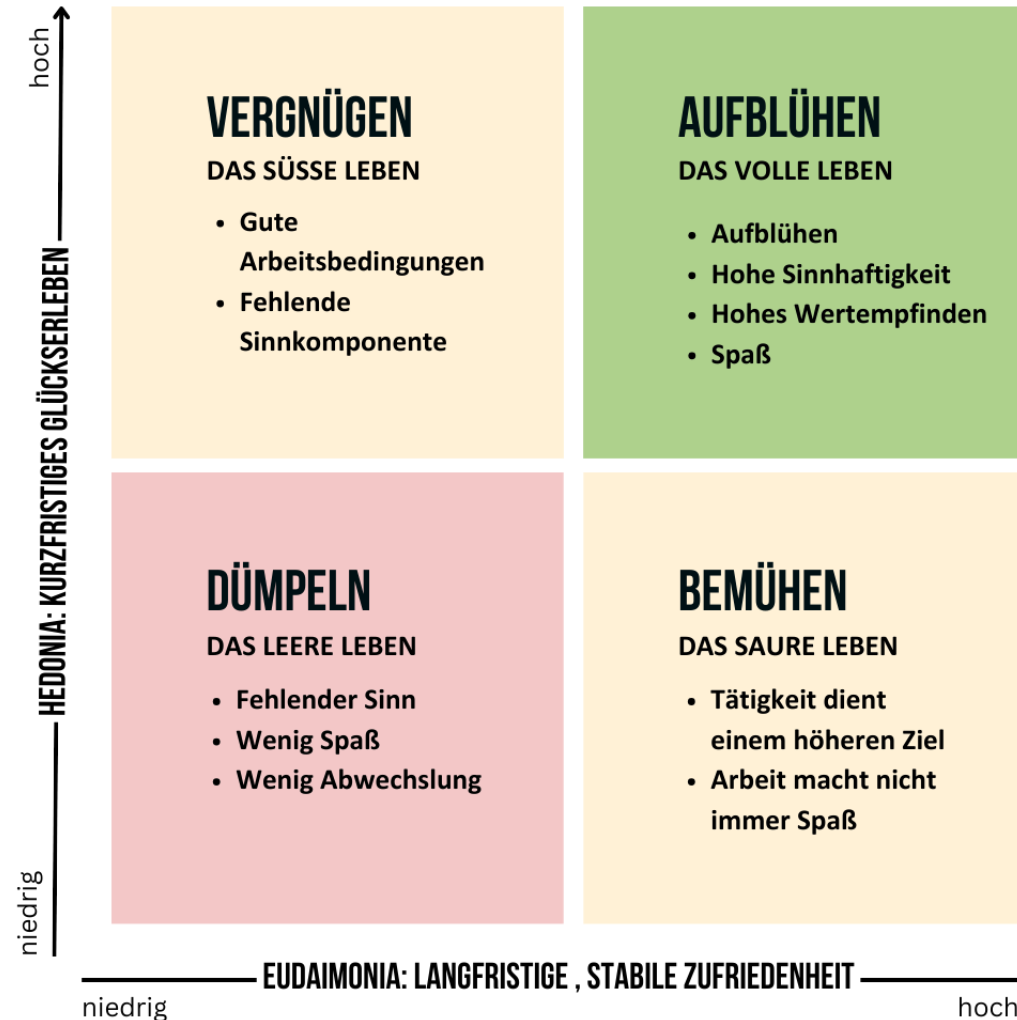 hoch
HEDONIA: KURZFRISTIGES GLÜCKSERLEBEN
niedrig
VERGNÜGEN
DAS SÜSSE LEBEN
• Gute
Arbeitsbedingungen
• Fehlende
Sinnkomponente
AUFBLÜHEN
DAS VOLLE LEBEN
• Aufblühen
• Hohe Sinnhaftigkeit
• Hohes Wertempfinden
• Spaß
DÜMPELN
DAS LEERE LEBEN
• Fehlender Sinn
• Wenig Spaß
• Wenig Abwechslung
BEMÜHEN
DAS SAURE LEBEN
• Tätigkeit dient
einem höheren Ziel
• Arbeit macht nicht
immer Spaß
EUDAIMONIA: LANGFRISTIGE , STABILE ZUFRIEDENHEIT
niedrig
hoch